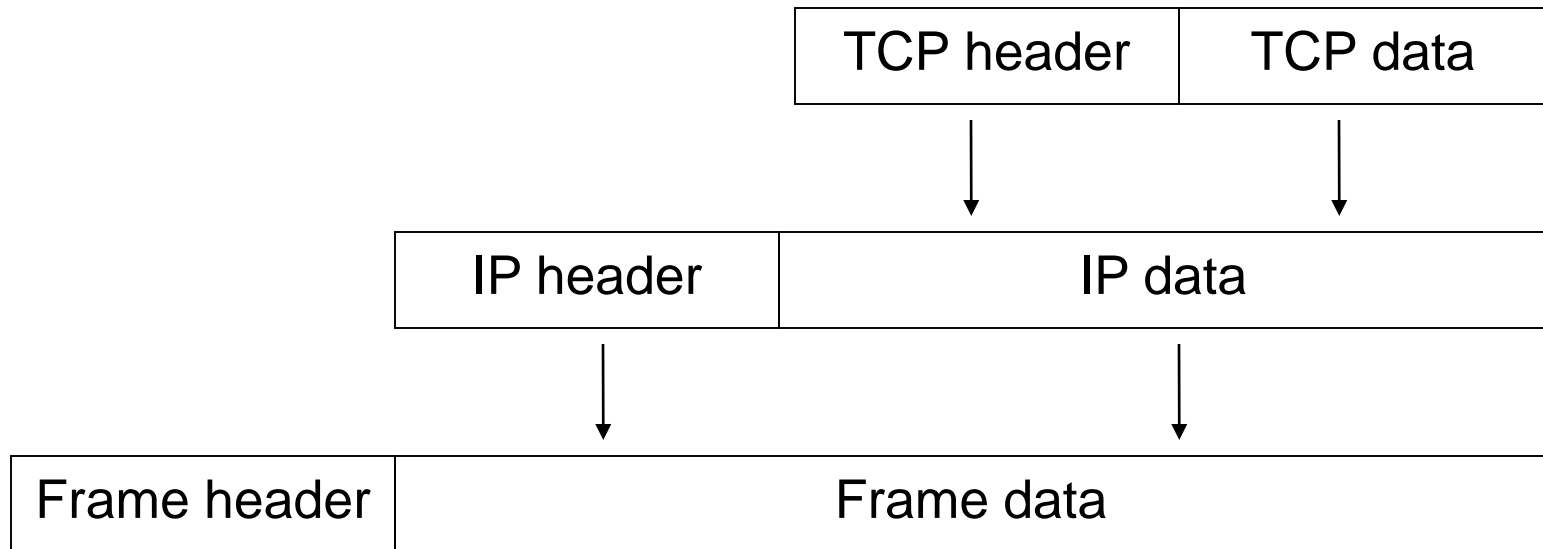 TCP header TCP data
IP header IP data
Frame header Frame data